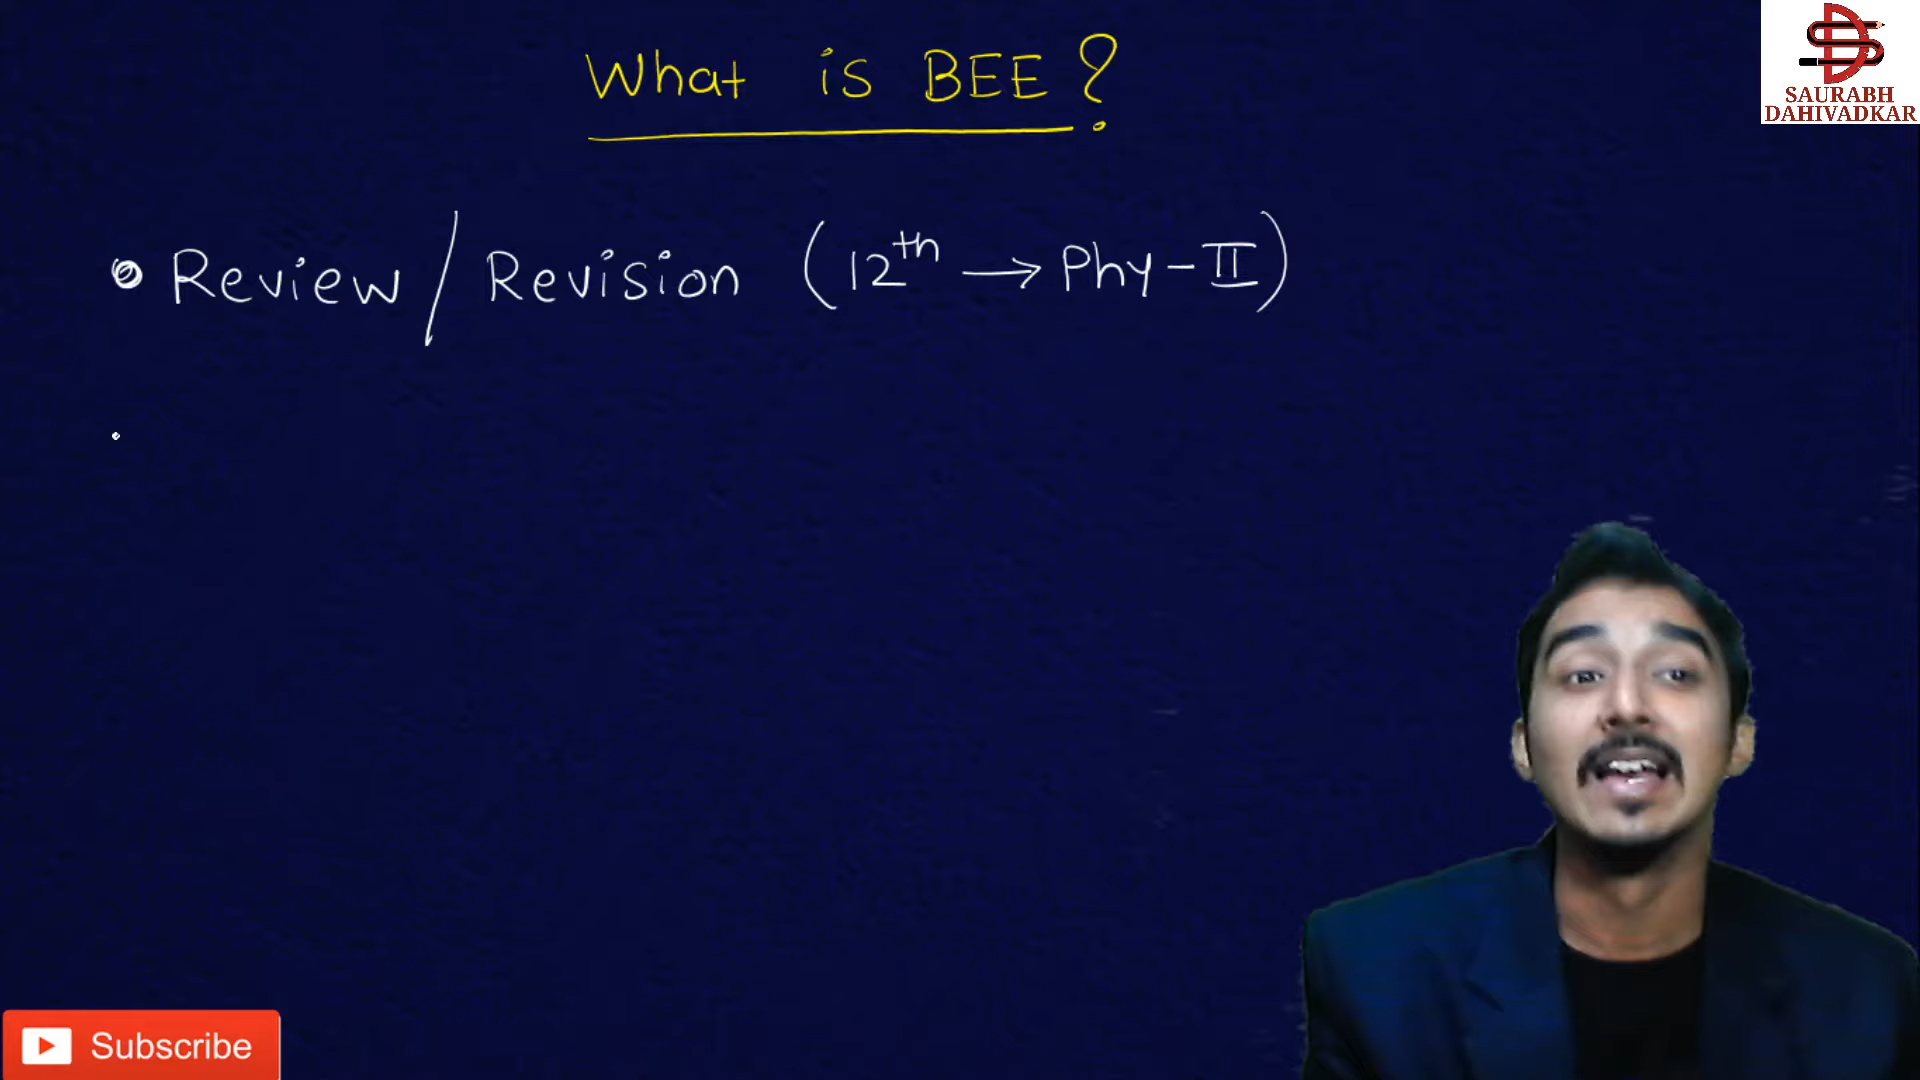 What is BEE?
SAURABH
DAHIVADKAR
Review / Revision (12th → Phy-II)
Subscribe